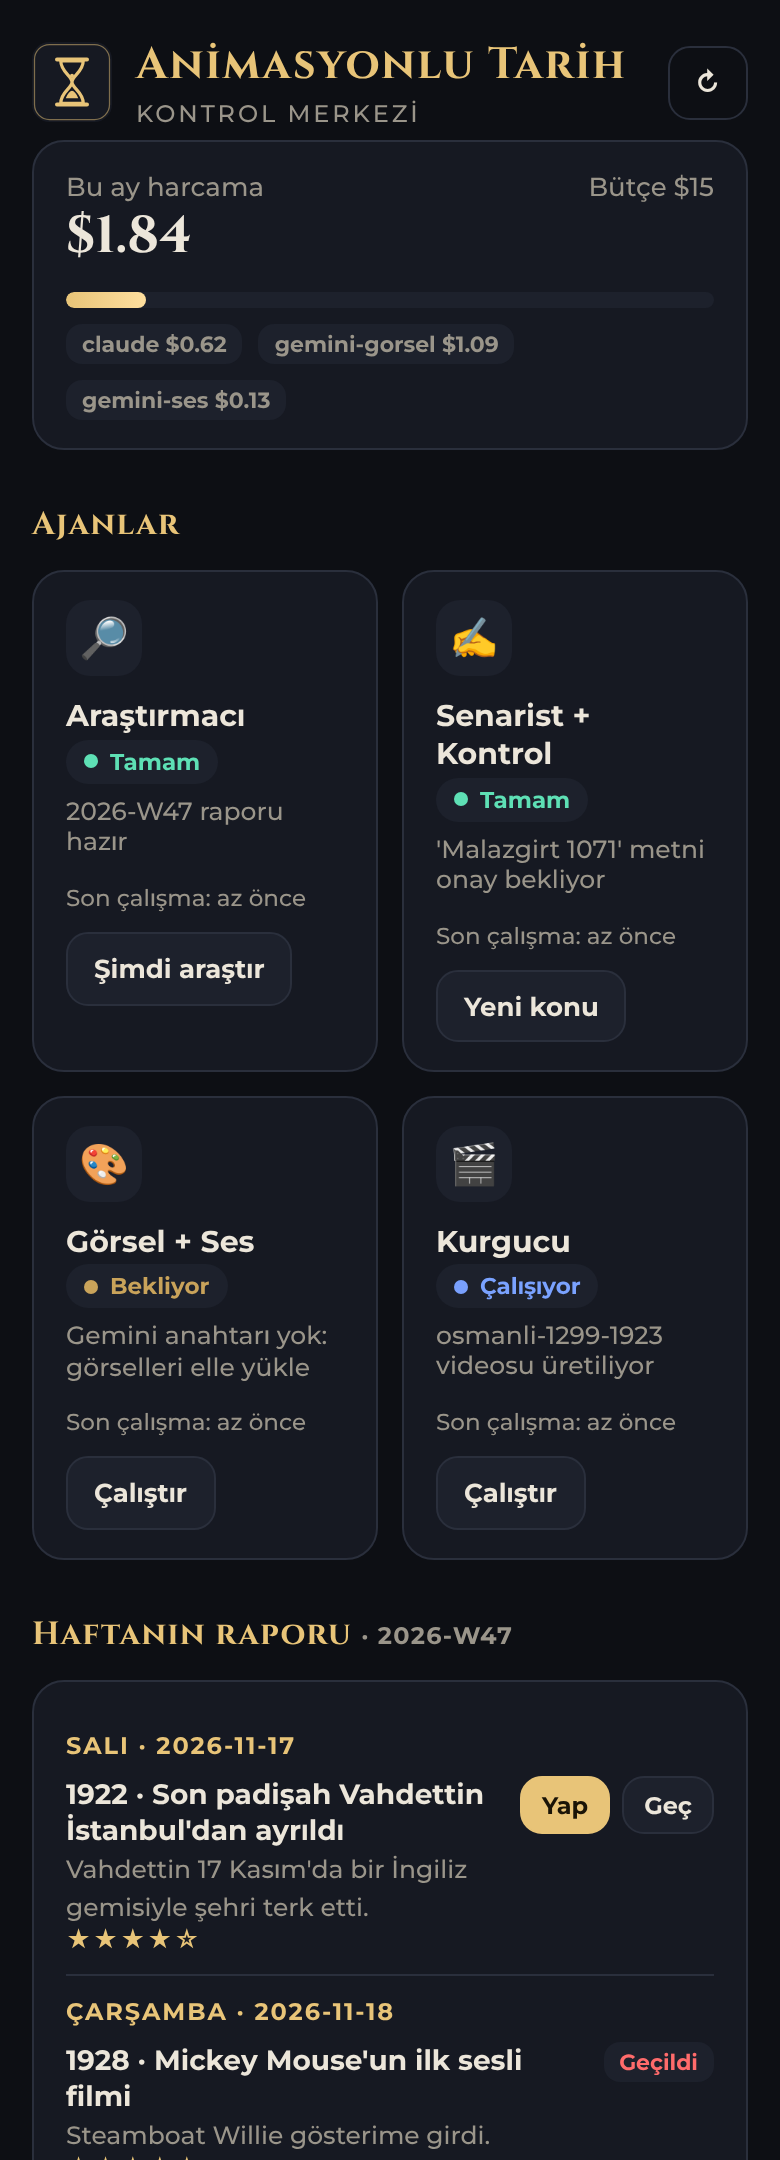 Animasyonlu Tarih
KONTROL MERKEZİ
Bu ay harcama
Bütçe $15
$1.84
claude $0.62
gemini-gorsel $1.09
gemini-ses $0.13
Ajanlar
Araştırmacı
Tamam
2026-W47 raporu
hazır
Son çalışma: az önce
Şimdi araştır
Senarist +
Kontrol
Tamam
'Malazgirt 1071' metni
onay bekliyor
Son çalışma: az önce
Yeni konu
Görsel + Ses
Bekliyor
Gemini anahtarı yok:
görselleri elle yükle
Son çalışma: az önce
Çalıştır
Kurgucu
Çalışıyor
osmanli-1299-1923
videosu üretiliyor
Son çalışma: az önce
Çalıştır
Haftanın raporu · 2026-W47
SALI · 2026-11-17
1922 · Son padişah Vahdettin
İstanbul'dan ayrıldı
Yap
Geç
Vahdettin 17 Kasım'da bir İngiliz
gemisiyle şehri terk etti.
★★★★☆
ÇARŞAMBA · 2026-11-18
1928 · Mickey Mouse'un ilk sesli
filmi
Geçildi
Steamboat Willie gösterime girdi.